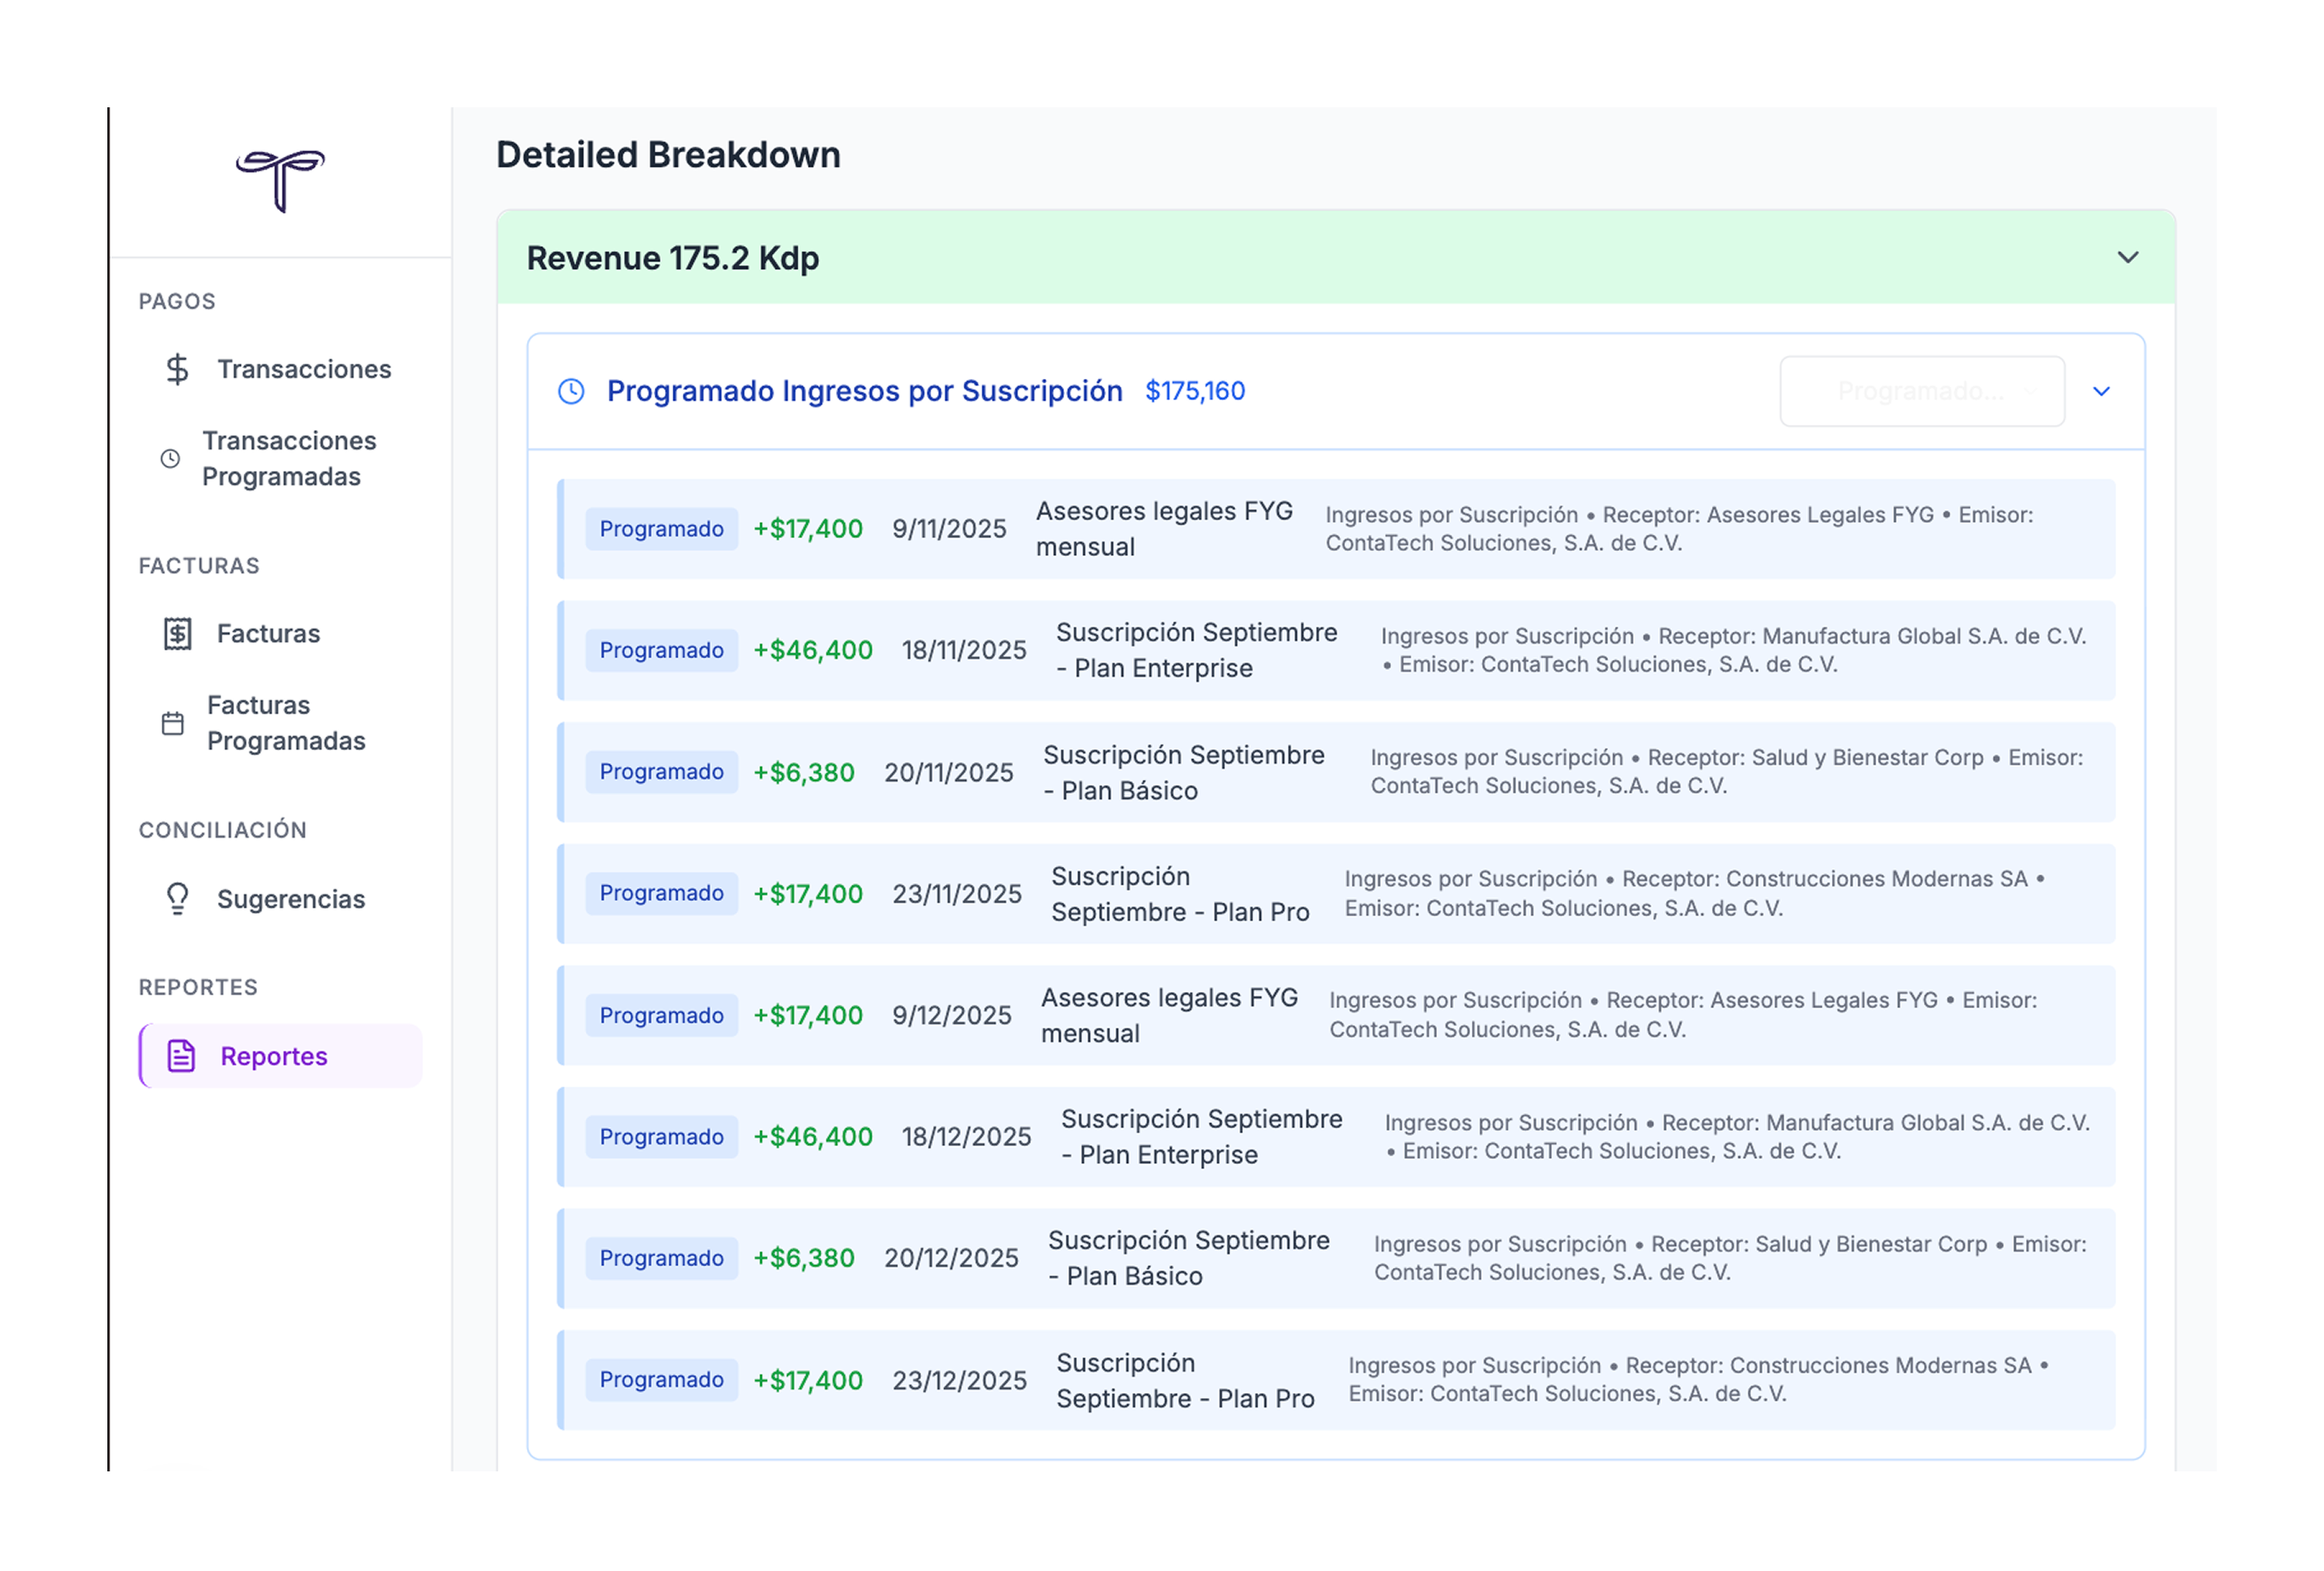 PAGOS
Transacciones
Transacciones
Programadas
FACTURAS
Facturas
Facturas
Programadas
CONCILIACIÓN
Sugerencias
REPORTES
Reportes
Detailed Breakdown
Revenue 175.2 Kdp
Programado Ingresos por Suscripción $175,160
Programado...
Programado +$17,400 9/11/2025
Asesores legales FYG
mensual
Ingresos por Suscripción • Receptor: Asesores Legales FYG • Emisor:
ContaTech Soluciones, S.A. de C.V.
Programado +$46,400 18/11/2025
Suscripción Septiembre
- Plan Enterprise
Ingresos por Suscripción • Receptor: Manufactura Global S.A. de C.V.
• Emisor: ContaTech Soluciones, S.A. de C.V.
Programado +$6,380 20/11/2025
Suscripción Septiembre
- Plan Básico
Ingresos por Suscripción • Receptor: Salud y Bienestar Corp • Emisor:
ContaTech Soluciones, S.A. de C.V.
Programado +$17,400 23/11/2025
Suscripción
Septiembre - Plan Pro
Ingresos por Suscripción • Receptor: Construcciones Modernas SA •
Emisor: ContaTech Soluciones, S.A. de C.V.
Programado +$17,400 9/12/2025
Asesores legales FYG
mensual
Ingresos por Suscripción • Receptor: Asesores Legales FYG • Emisor:
ContaTech Soluciones, S.A. de C.V.
Programado +$46,400 18/12/2025
Suscripción Septiembre
- Plan Enterprise
Ingresos por Suscripción • Receptor: Manufactura Global S.A. de C.V.
• Emisor: ContaTech Soluciones, S.A. de C.V.
Programado +$6,380 20/12/2025
Suscripción Septiembre
- Plan Básico
Ingresos por Suscripción • Receptor: Salud y Bienestar Corp • Emisor:
ContaTech Soluciones, S.A. de C.V.
Programado +$17,400 23/12/2025
Suscripción
Septiembre - Plan Pro
Ingresos por Suscripción • Receptor: Construcciones Modernas SA •
Emisor: ContaTech Soluciones, S.A. de C.V.